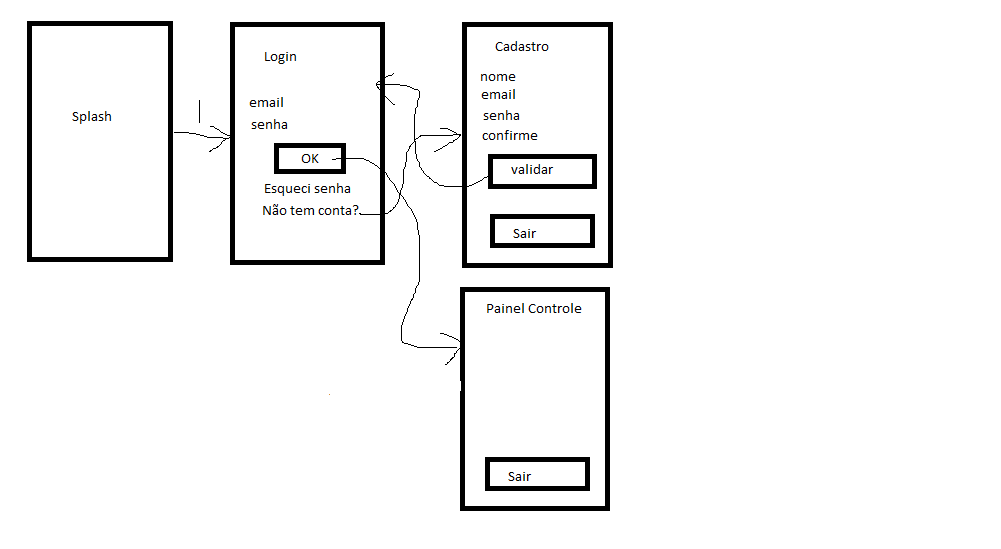 Splash
Login
email
senha
OK
Esqueci senha
Não tem conta?
Cadastro
nome
email
senha
confirme
validar
Sair
Painel Controle
Sair